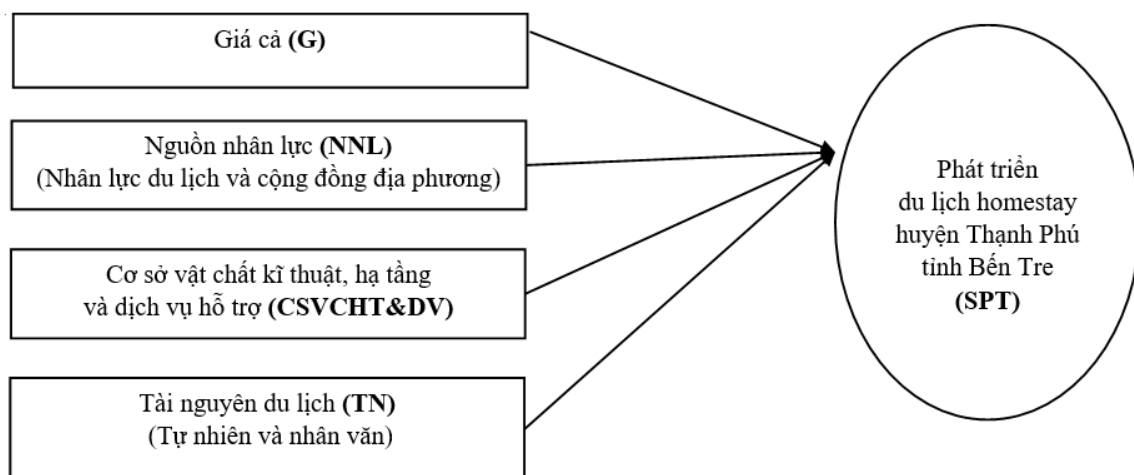 Giá cả (G)
Nguồn nhân lực (NNL)
(Nhân lực du lịch và cộng đồng địa phương)
Cơ sở vật chất kĩ thuật, hạ tầng
và dịch vụ hỗ trợ (CSVCHT&DV)
Tài nguyên du lịch (TN)
(Tự nhiên và nhân văn)
Phát triển
du lịch homestay
huyện Thạnh Phú
tỉnh Bến Tre
(SPT)